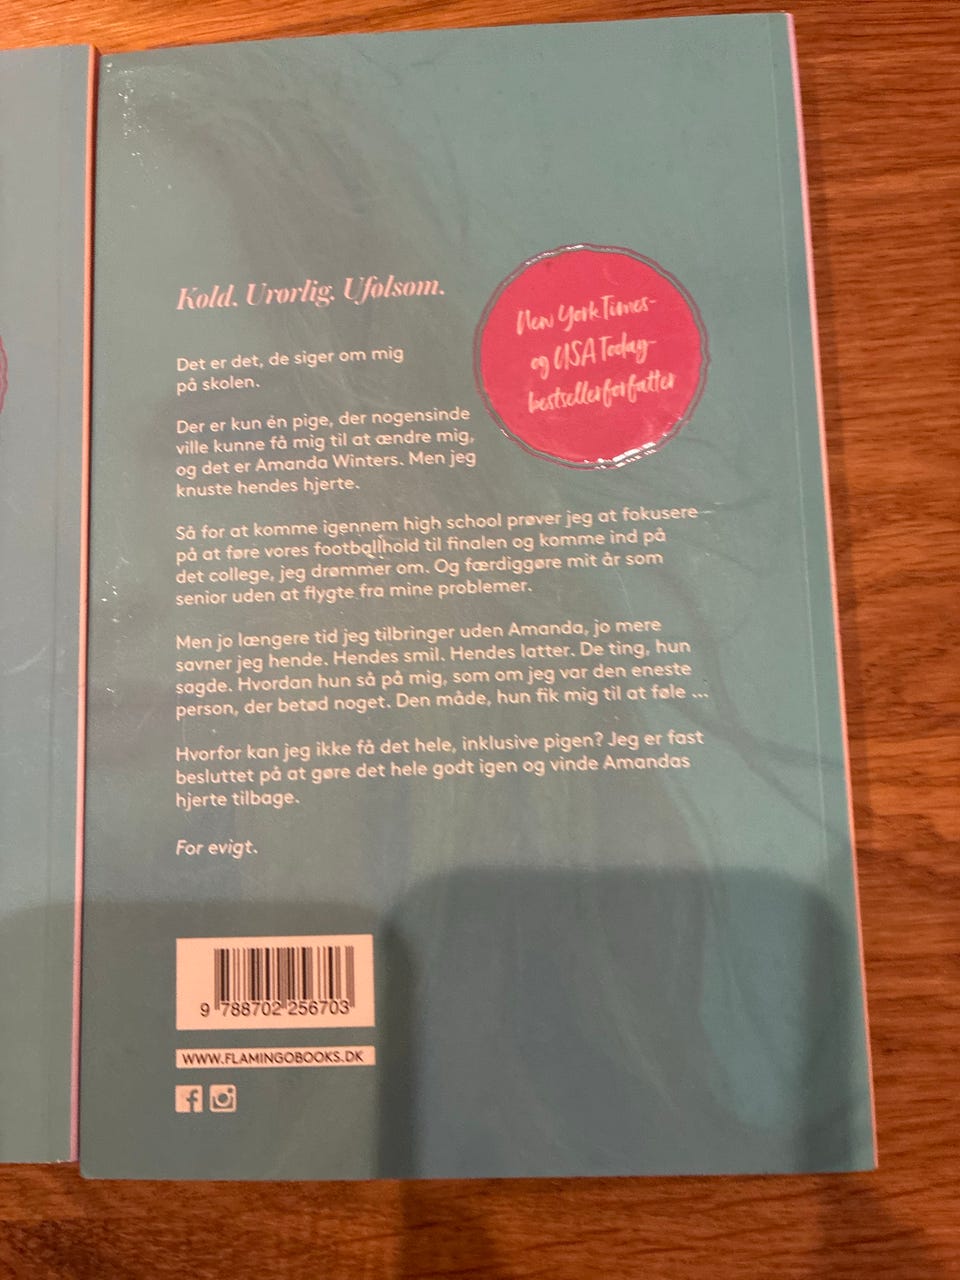 Kold. Urørlig. Ufølsom.
New York Times-
og USA Today-
bestsellerforfatter
Det er det, de siger om mig
på skolen.
Der er kun én pige, der nogensinde
ville kunne få mig til at ændre mig,
og det er Amanda Winters. Men jeg
knuste hendes hjerte.
Så for at komme igennem high school prøver jeg at fokusere
på at føre vores footballhold til finalen og komme ind på
det college, jeg drømmer om. Og færdiggøre mit år som
senior uden at flygte fra mine problemer.
Men jo længere tid jeg tilbringer uden Amanda, jo mere
savner jeg hende. Hendes smil. Hendes latter. De ting, hun
sagde. Hvordan hun så på mig, som om jeg var den eneste
person, der betød noget. Den måde, hun fik mig til at føle ...
Hvorfor kan jeg ikke få det hele, inklusive pigen? Jeg er fast
besluttet på at gøre det hele godt igen og vinde Amandas
hjerte tilbage.
For evigt.
9 788702 256703
WWW.FLAMINGOBOOKS.DK